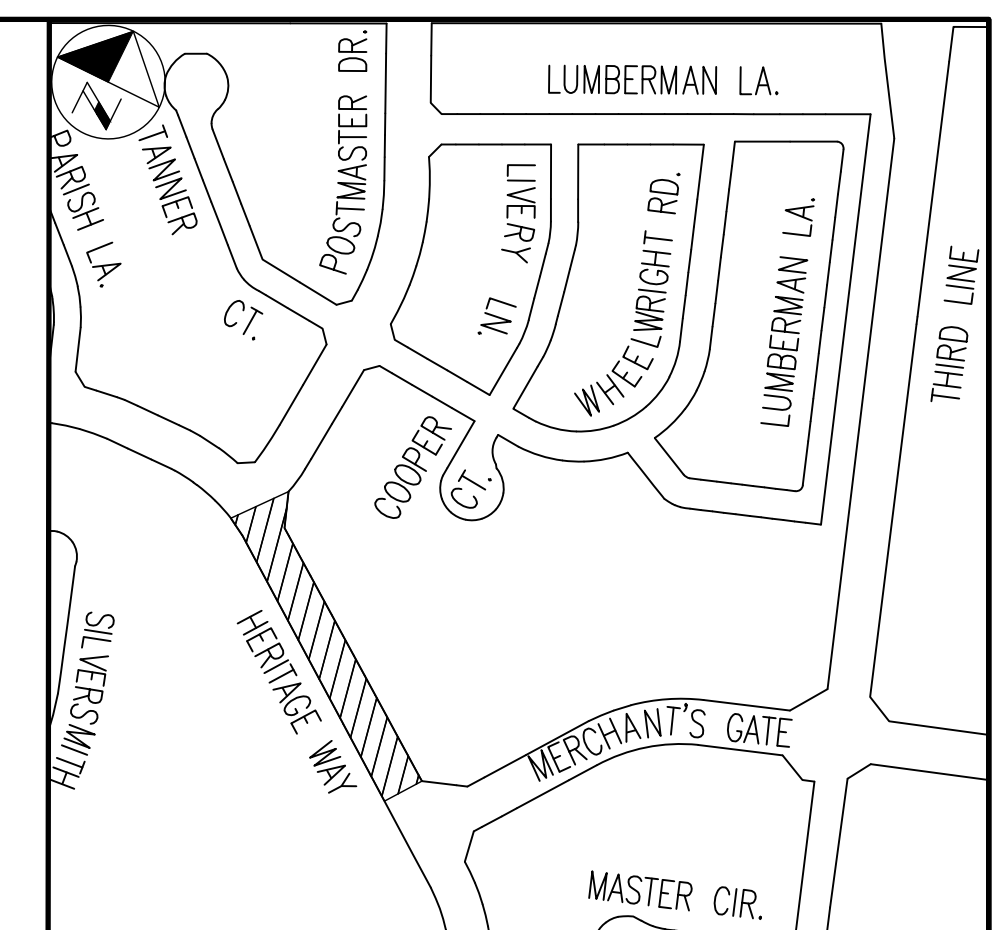 LUMBERMAN LA.
POSTMASTER DR.
TANNER
CT.
PARISH LA.
LIVERY
LN.
WHEELWRIGHT RD.
LUMBERMAN LA.
THIRD LINE
COOPER
CT.
HERITAGE WAY
SILVERSMITH
MERCHANT'S GATE
MASTER CIR.
N